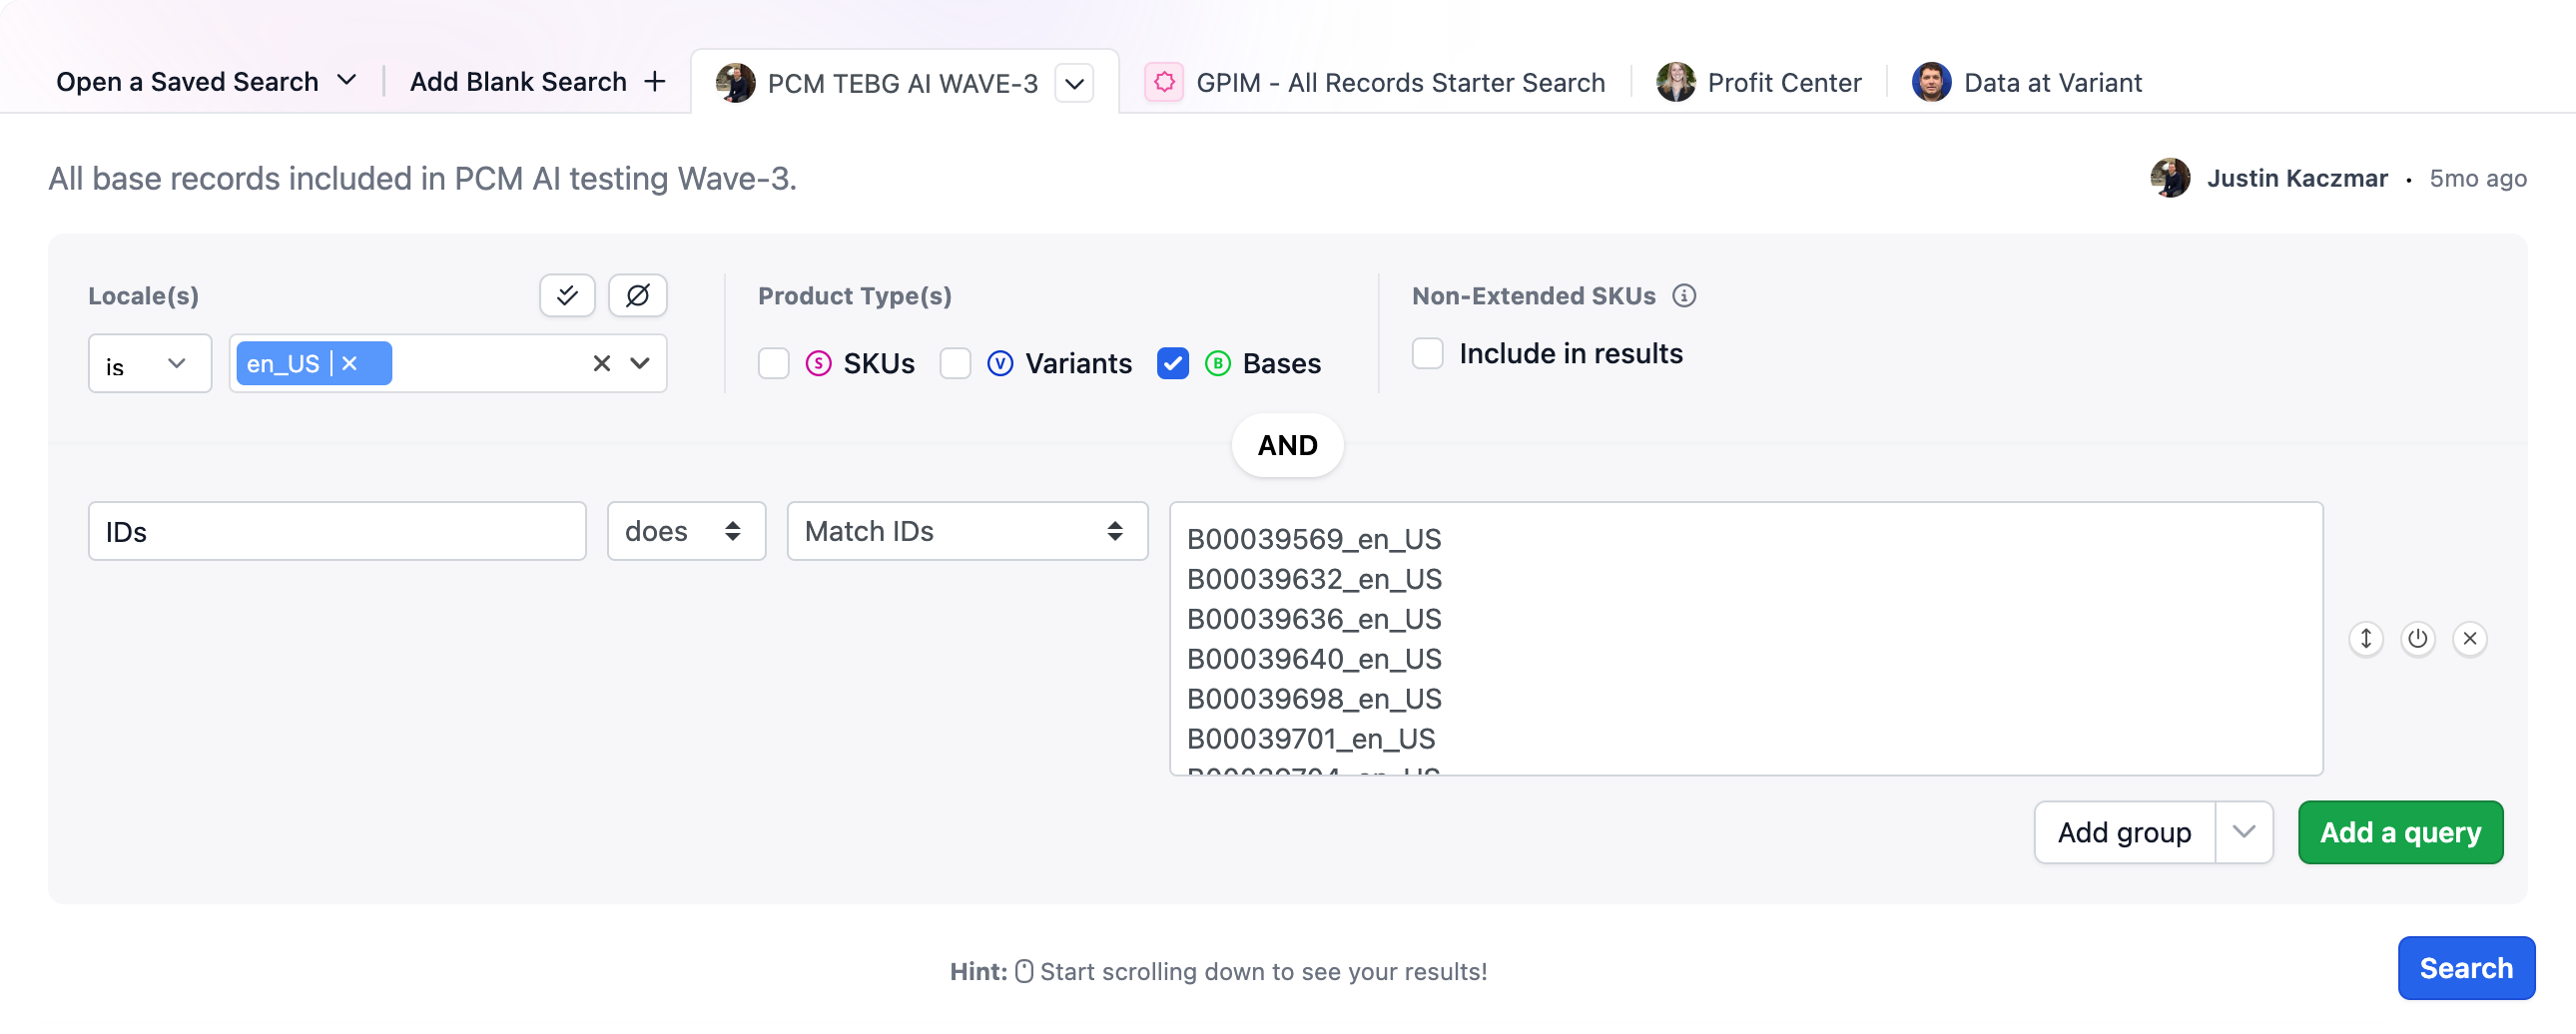 Open a Saved Search
Add Blank Search +
PCM TEBG AI WAVE-3
GPIM - All Records Starter Search
Profit Center
Data at Variant
All base records included in PCM AI testing Wave-3.
Justin Kaczmar · 5mo ago
Locale(s)
Product Type(s)
Non-Extended SKUs
is
en_US
S SKUs
V Variants
B Bases
Include in results
AND
IDs
does
Match IDs
B00039569_en_US
B00039632_en_US
B00039636_en_US
B00039640_en_US
B00039698_en_US
B00039701_en_US
B00039704_en_US
Add group
Add a query
Hint: Start scrolling down to see your results!
Search